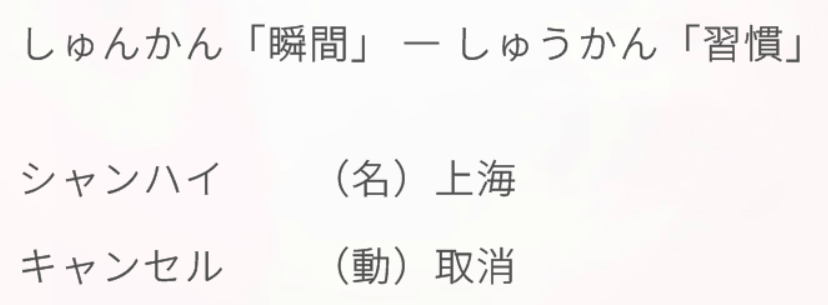 しゅんかん「瞬間」 — しゅうかん「習慣」
シャンハイ （名）上海
キャンセル （動）取消